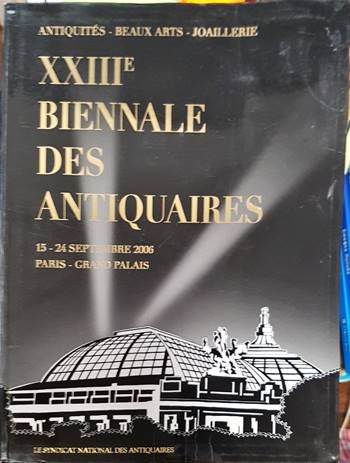 ANTIQUITÉS - BEAUX ARTS - JOAILLERIE
XXIIIE
BIENNALE
DES
ANTIQUAIRES
15 - 24 SEPTEMBRE 2006
PARIS - GRAND PALAIS
LE SYNDICAT NATIONAL DES ANTIQUAIRES